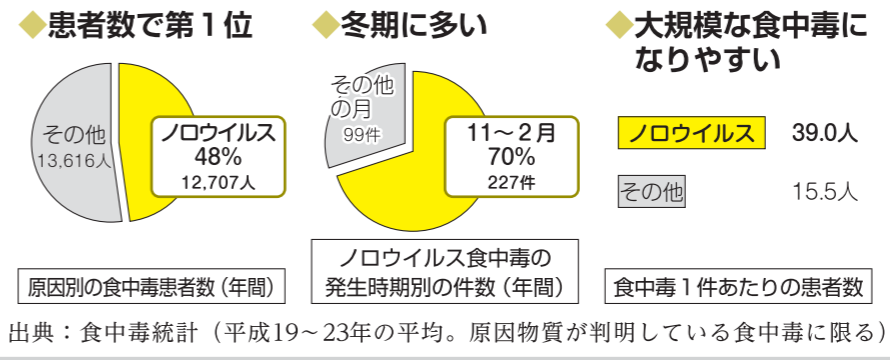 ◆患者数で第1位
その他
13,616人
ノロウイルス
48%
12,707人
原因別の食中毒患者数（年間）
◆冬期に多い
その他
の月
99件
11～2月
70%
227件
ノロウイルス食中毒の
発生時期別の件数（年間）
◆大規模な食中毒に
なりやすい
ノロウイルス 39.0人
その他 15.5人
食中毒1件あたりの患者数
出典：食中毒統計（平成19～23年の平均。原因物質が判明している食中毒に限る）